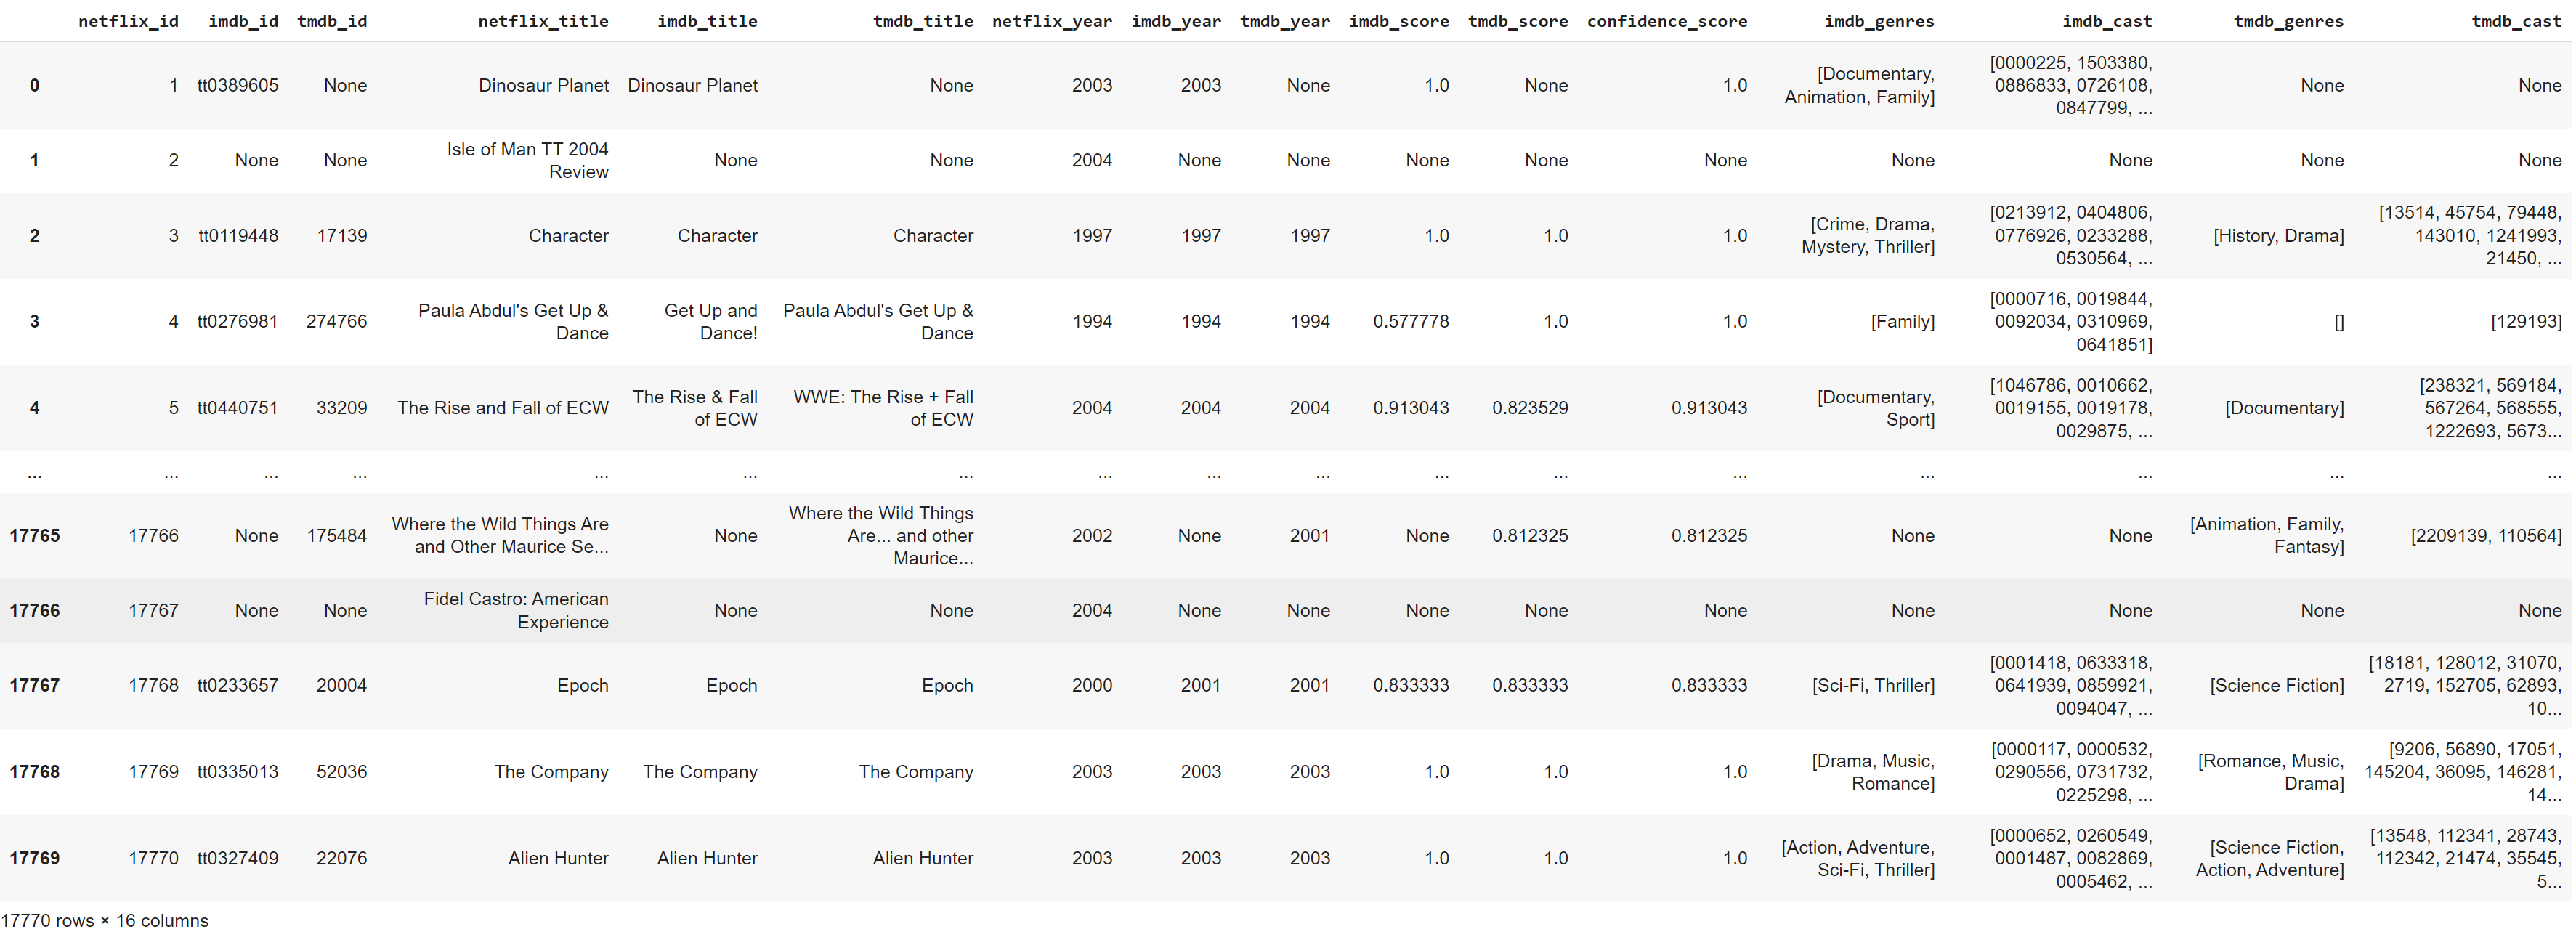 netflix_id imdb_id tmdb_id netflix_title imdb_title tmdb_title netflix_year imdb_year tmdb_year imdb_score tmdb_score confidence_score imdb_genres imdb_cast tmdb_genres tmdb_cast
0 1 tt0389605 None Dinosaur Planet Dinosaur Planet None 2003 2003 None 1.0 None 1.0 [Documentary, Animation, Family] [0000225, 1503380, 0886833, 0726108, 0847799, ... None None
1 2 None None Isle of Man TT 2004 Review None None 2004 None None None None None None None None None
2 3 tt0119448 17139 Character Character Character 1997 1997 1997 1.0 1.0 1.0 [Crime, Drama, Mystery, Thriller] [0213912, 0404806, 0776926, 0233288, 0530564, ... [History, Drama] [13514, 45754, 79448, 143010, 1241993, 21450, ...
3 4 tt0276981 274766 Paula Abdul's Get Up & Dance Get Up and Dance! Paula Abdul's Get Up & Dance 1994 1994 1994 0.577778 1.0 1.0 [Family] [0000716, 0019844, 0092034, 0310969, 0641851] [] [129193]
4 5 tt0440751 33209 The Rise and Fall of ECW The Rise & Fall of ECW WWE: The Rise + Fall of ECW 2004 2004 2004 0.913043 0.823529 0.913043 [Documentary, Sport] [1046786, 0010662, 0019155, 0019178, 0029875, ... [Documentary] [238321, 569184, 567264, 568555, 1222693, 5673...
... ... ... ... ... ... ... ... ... ... ... ... ... ... ... ... ...
17765 17766 None 175484 Where the Wild Things Are and Other Maurice Se... None Where the Wild Things Are... and other Maurice... 2002 None 2001 None 0.812325 0.812325 None None [Animation, Family, Fantasy] [2209139, 110564]
17766 17767 None None Fidel Castro: American Experience None None 2004 None None None None None None None None None
17767 17768 tt0233657 20004 Epoch Epoch Epoch 2000 2001 2001 0.833333 0.833333 0.833333 [Sci-Fi, Thriller] [0001418, 0633318, 0641939, 0859921, 0094047, ... [Science Fiction] [18181, 128012, 31070, 2719, 152705, 62893, 10...
17768 17769 tt0335013 52036 The Company The Company The Company 2003 2003 2003 1.0 1.0 1.0 [Drama, Music, Romance] [0000117, 0000532, 0290556, 0731732, 0225298, ... [Romance, Music, Drama] [9206, 56890, 17051, 145204, 36095, 146281, 14...
17769 17770 tt0327409 22076 Alien Hunter Alien Hunter Alien Hunter 2003 2003 2003 1.0 1.0 1.0 [Action, Adventure, Sci-Fi, Thriller] [0000652, 0260549, 0001487, 0082869, 0005462, ... [Science Fiction, Action, Adventure] [13548, 112341, 28743, 112342, 21474, 35545, 5...
17770 rows × 16 columns